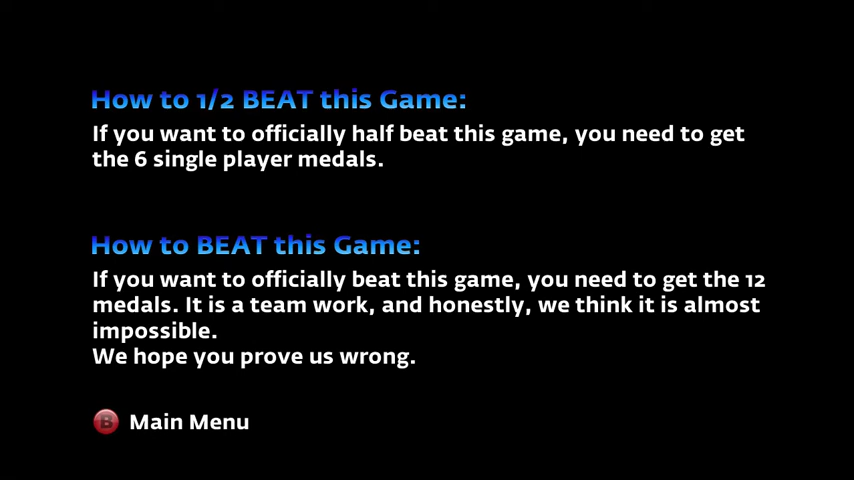 How to 1/2 BEAT this Game:
If you want to officially half beat this game, you need to get
the 6 single player medals.
How to BEAT this Game:
If you want to officially beat this game, you need to get the 12
medals. It is a team work, and honestly, we think it is almost
impossible.
We hope you prove us wrong.
B Main Menu